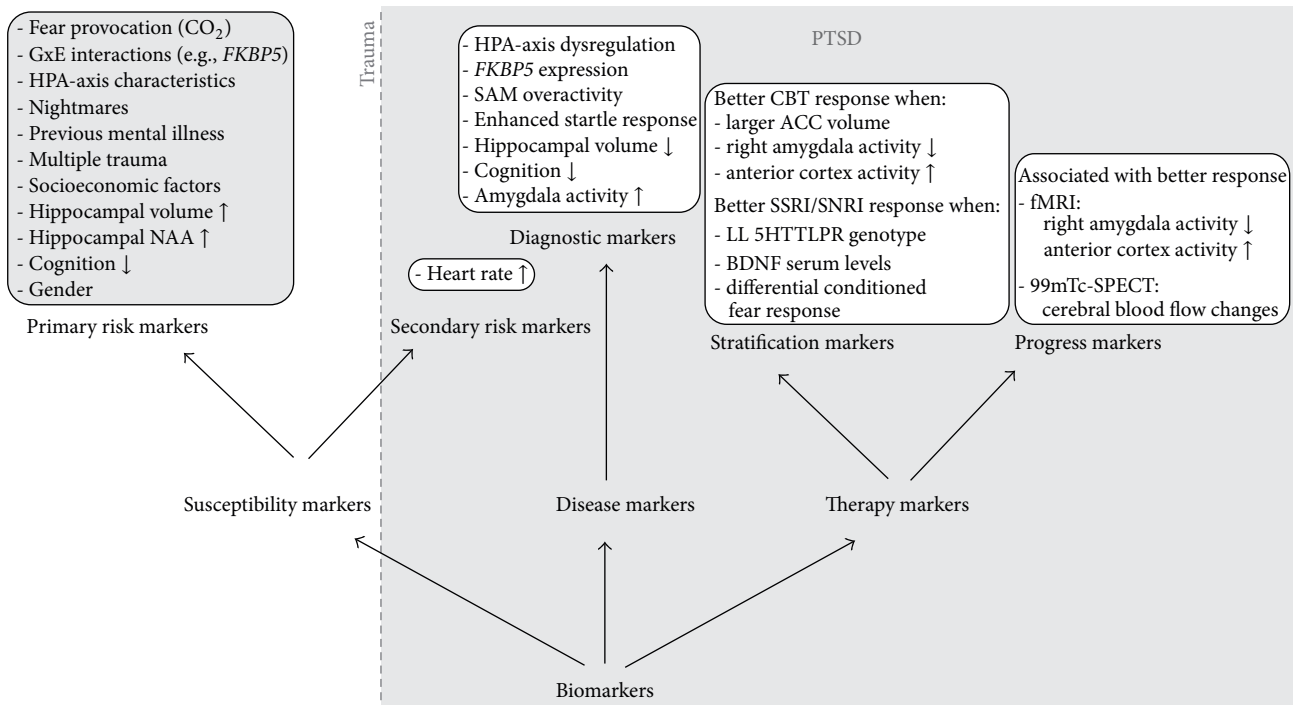 - Fear provocation (CO₂)
- GxE interactions (e.g., FKBP5)
- HPA-axis characteristics
- Nightmares
- Previous mental illness
- Multiple trauma
- Socioeconomic factors
- Hippocampal volume ↑
- Hippocampal NAA ↑
- Cognition ↓
- Gender
Primary risk markers
Trauma
PTSD
- HPA-axis dysregulation
- FKBP5 expression
- SAM overactivity
- Enhanced startle response
- Hippocampal volume ↓
- Cognition ↓
- Amygdala activity ↑
Diagnostic markers
- Heart rate ↑
Secondary risk markers
Better CBT response when:
- larger ACC volume
- right amygdala activity ↓
- anterior cortex activity ↑
Better SSRI/SNRI response when:
- LL 5HTTLPR genotype
- BDNF serum levels
- differential conditioned
fear response
Stratification markers
Associated with better response
- fMRI:
right amygdala activity ↓
anterior cortex activity ↑
- 99mTc-SPECT:
cerebral blood flow changes
Progress markers
Susceptibility markers
Disease markers
Therapy markers
Biomarkers